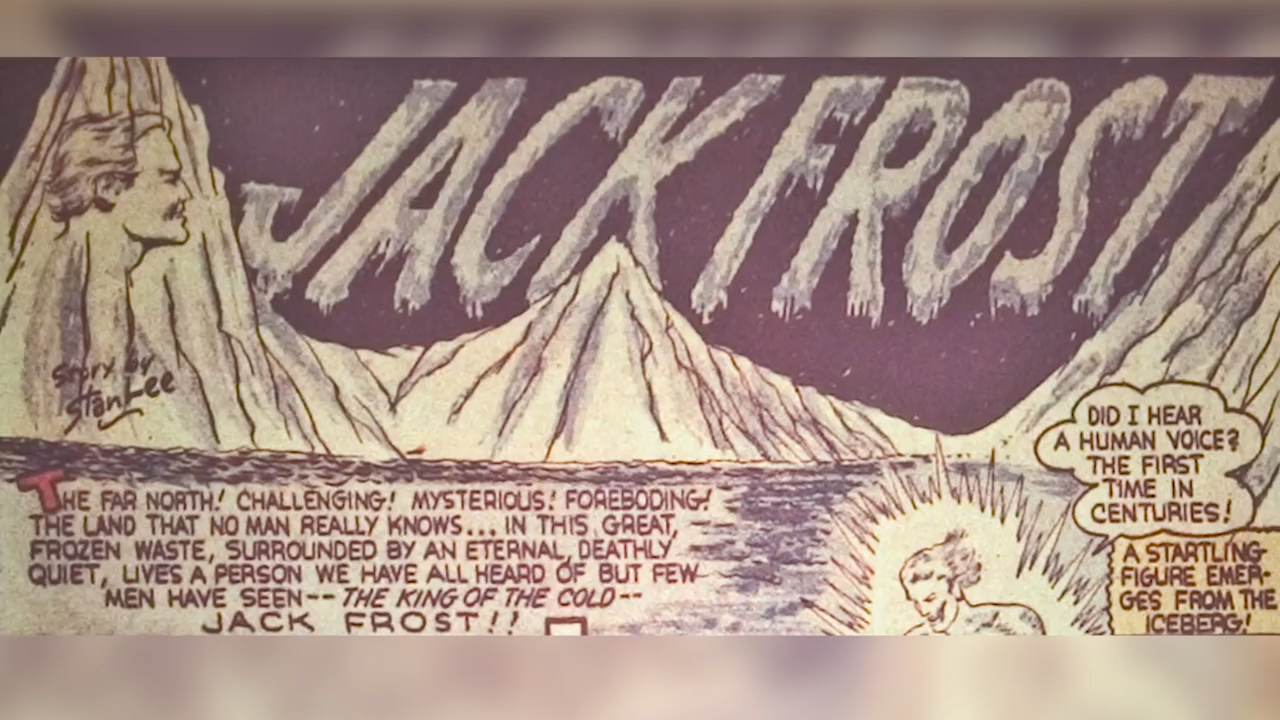 JACK FROST
story by
Stan Lee
THE FAR NORTH! CHALLENGING! MYSTERIOUS! FOREBODING!
THE LAND THAT NO MAN REALLY KNOWS... IN THIS GREAT,
FROZEN WASTE, SURROUNDED BY AN ETERNAL, DEATHLY
QUIET, LIVES A PERSON WE HAVE ALL HEARD OF BUT FEW
MEN HAVE SEEN-- THE KING OF THE COLD--
JACK FROST!!
DID I HEAR
A HUMAN VOICE?
THE FIRST
TIME IN
CENTURIES!
A STARTLING
FIGURE EMER-
GES FROM THE
ICEBERG!